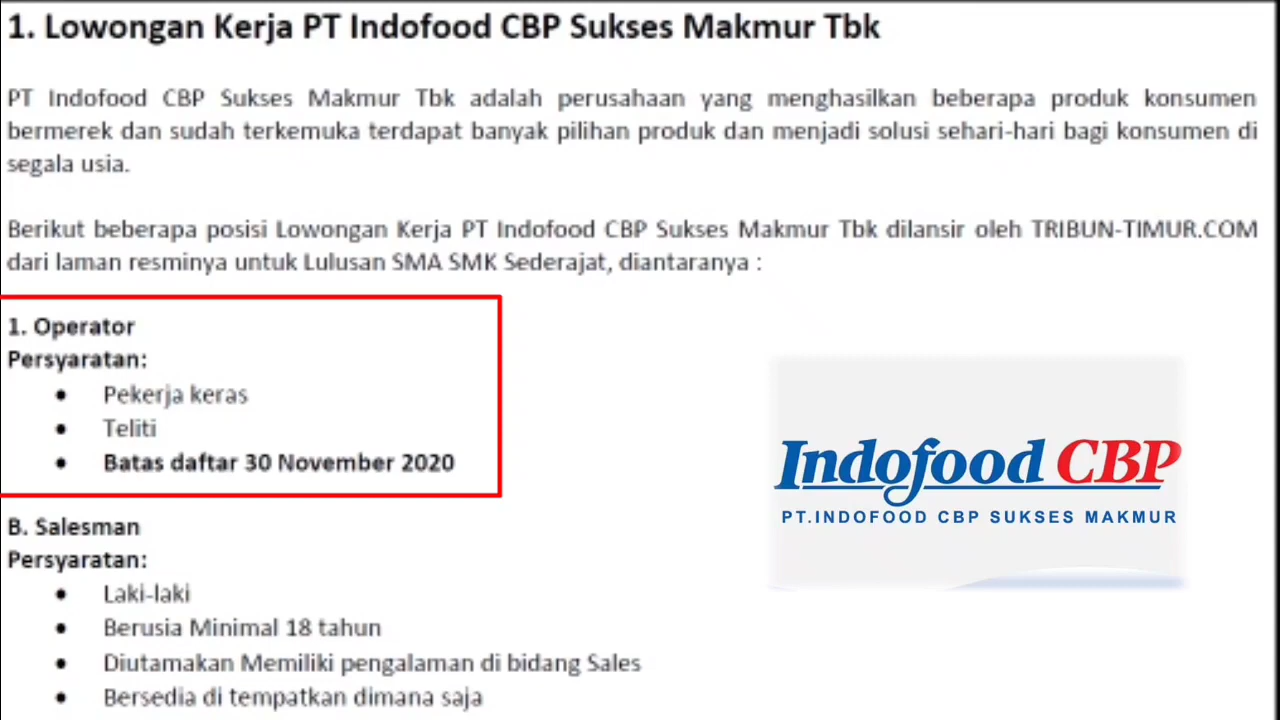 1. Lowongan Kerja PT Indofood CBP Sukses Makmur Tbk
PT Indofood CBP Sukses Makmur Tbk adalah perusahaan yang menghasilkan beberapa produk konsumen
bermerek dan sudah terkemuka terdapat banyak pilihan produk dan menjadi solusi sehari-hari bagi konsumen di
segala usia.
Berikut beberapa posisi Lowongan Kerja PT Indofood CBP Sukses Makmur Tbk dilansir oleh TRIBUN-TIMUR.COM
dari laman resminya untuk Lulusan SMA SMK Sederajat, diantaranya :
1. Operator
Persyaratan:
• Pekerja keras
• Teliti
• Batas daftar 30 November 2020
B. Salesman
Persyaratan:
• Laki-laki
• Berusia Minimal 18 tahun
• Diutamakan Memiliki pengalaman di bidang Sales
• Bersedia di tempatkan dimana saja
Indofood CBP
PT.INDOFOOD CBP SUKSES MAKMUR